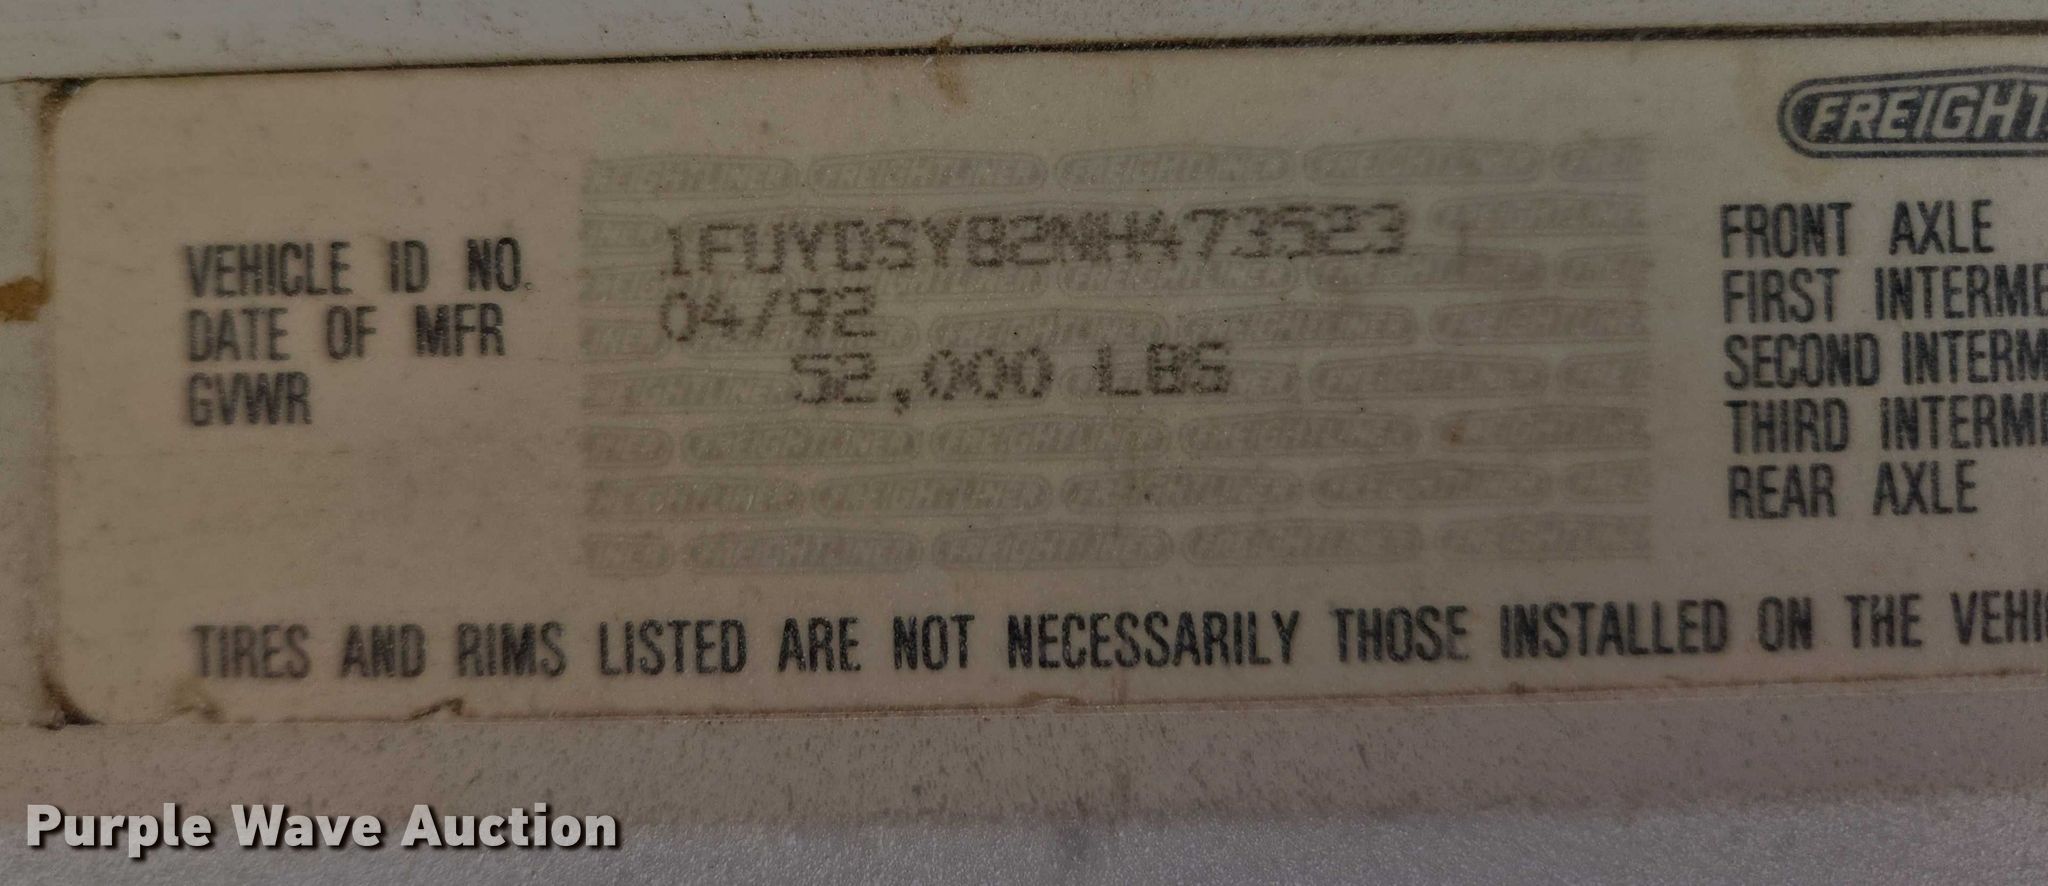 FREIGHT
VEHICLE ID NO. 1FUYDSYB2NH473523 FRONT AXLE
DATE OF MFR 04/92 FIRST INTERME
GVWR 52,000 LBS SECOND INTERM
THIRD INTERME
REAR AXLE
TIRES AND RIMS LISTED ARE NOT NECESSARILY THOSE INSTALLED ON THE VEHI
Purple Wave Auction